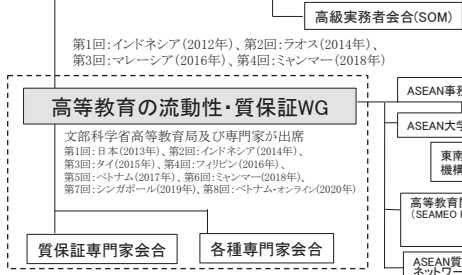 高級実務者会合(SOM)
第1回：インドネシア（2012年）、第2回：ラオス（2014年）、
第3回：マレーシア（2016年）、第4回：ミャンマー（2018年）
高等教育の流動性・質保証WG
文部科学省高等教育局及び専門家が出席
第1回：日本（2013年）、第2回：インドネシア（2014年）、
第3回：タイ（2015年）、第4回：フィリピン（2016年）、
第5回：ベトナム（2017年）、第6回：ミャンマー（2018年）、
第7回：シンガポール（2019年）、第8回：ベトナム・オンライン（2020年）
質保証専門家会合
各種専門家会合
ASEAN事務
ASEAN大学
東南
機構
高等教育
(SEAMEO
ASEAN質
ネットワー